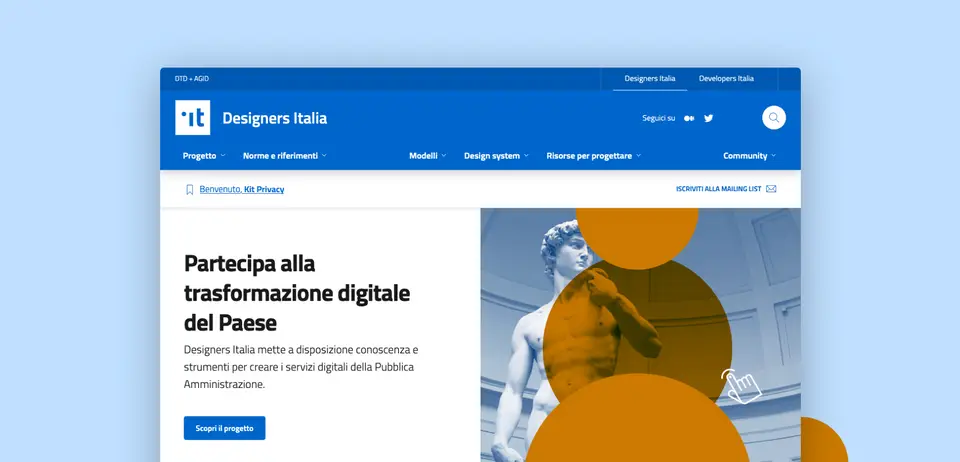 DTD + AGID
Designers Italia
Developers Italia
it
Designers Italia
Seguici su
Progetto
Norme e riferimenti
Modelli
Design system
Risorse per progettare
Community
Benvenuto, Kit Privacy
ISCRIVITI ALLA MAILING LIST
Partecipa alla
trasformazione digitale
del Paese
Designers Italia mette a disposizione conoscenza e
strumenti per creare i servizi digitali della Pubblica
Amministrazione.
Scopri il progetto